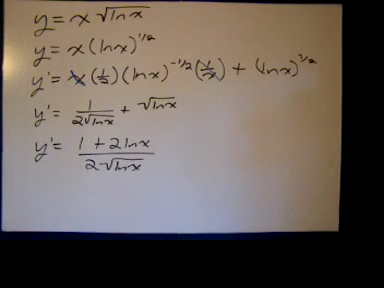 y = x √ln x
y = x (ln x)^1/2
y' = x (1/2) (ln x)^-1/2 (1/x) + (ln x)^1/2
y' = 1/(2√ln x) + √ln x
y' = (1 + 2 ln x)/(2√ln x)